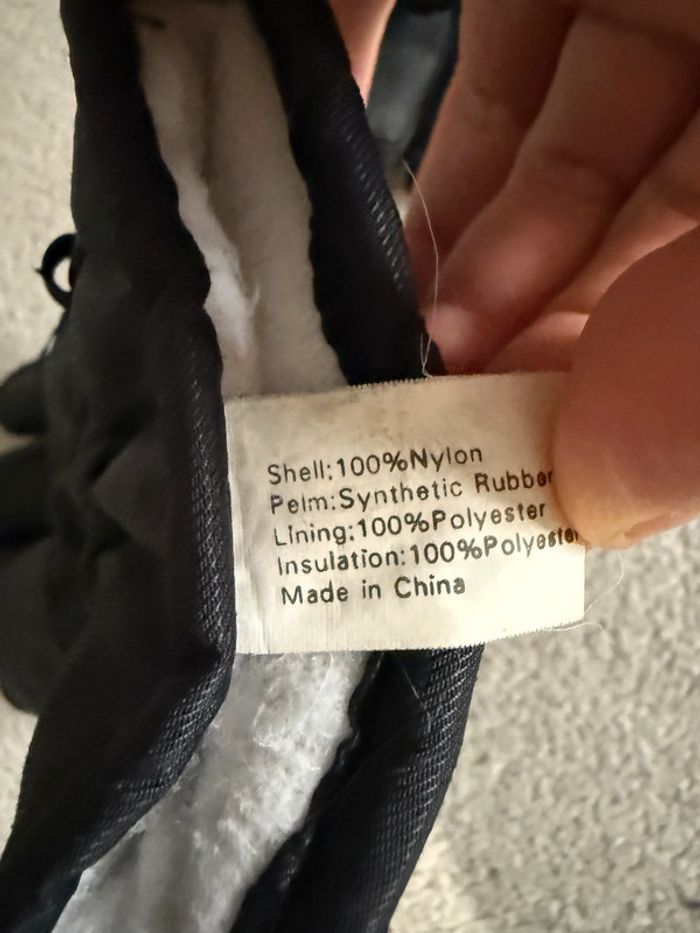 Shell:100%Nylon
Pelm:Synthetic Rubber
Lining:100%Polyester
Insulation:100%Polyester
Made in China